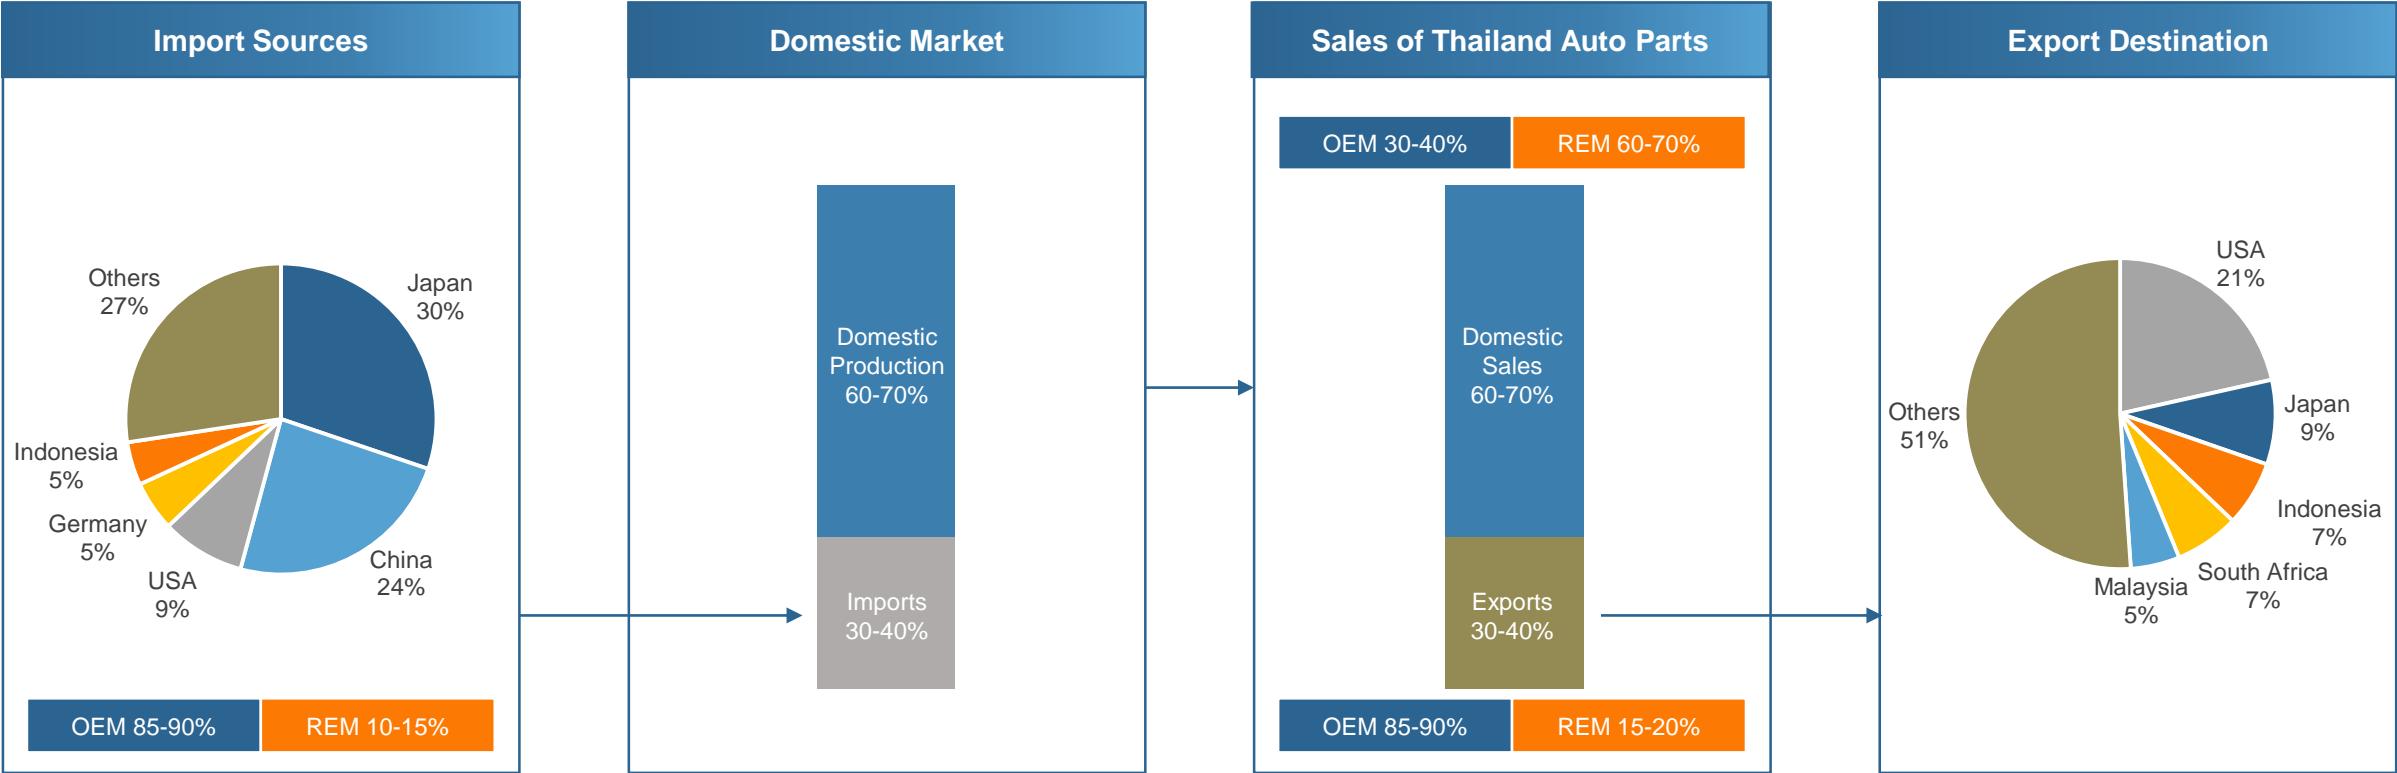 Import Sources
Others
27%
Japan
30%
Indonesia
5%
Germany
5%
USA
9%
China
24%
OEM 85-90%
REM 10-15%
Domestic Market
Domestic
Production
60-70%
Imports
30-40%
Sales of Thailand Auto Parts
OEM 30-40%
REM 60-70%
Domestic
Sales
60-70%
Exports
30-40%
OEM 85-90%
REM 15-20%
Export Destination
USA
21%
Others
51%
Japan
9%
Indonesia
7%
South Africa
7%
Malaysia
5%